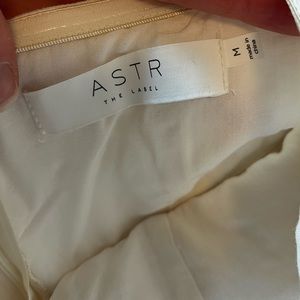 ASTR
THE LABEL
M
made in
china